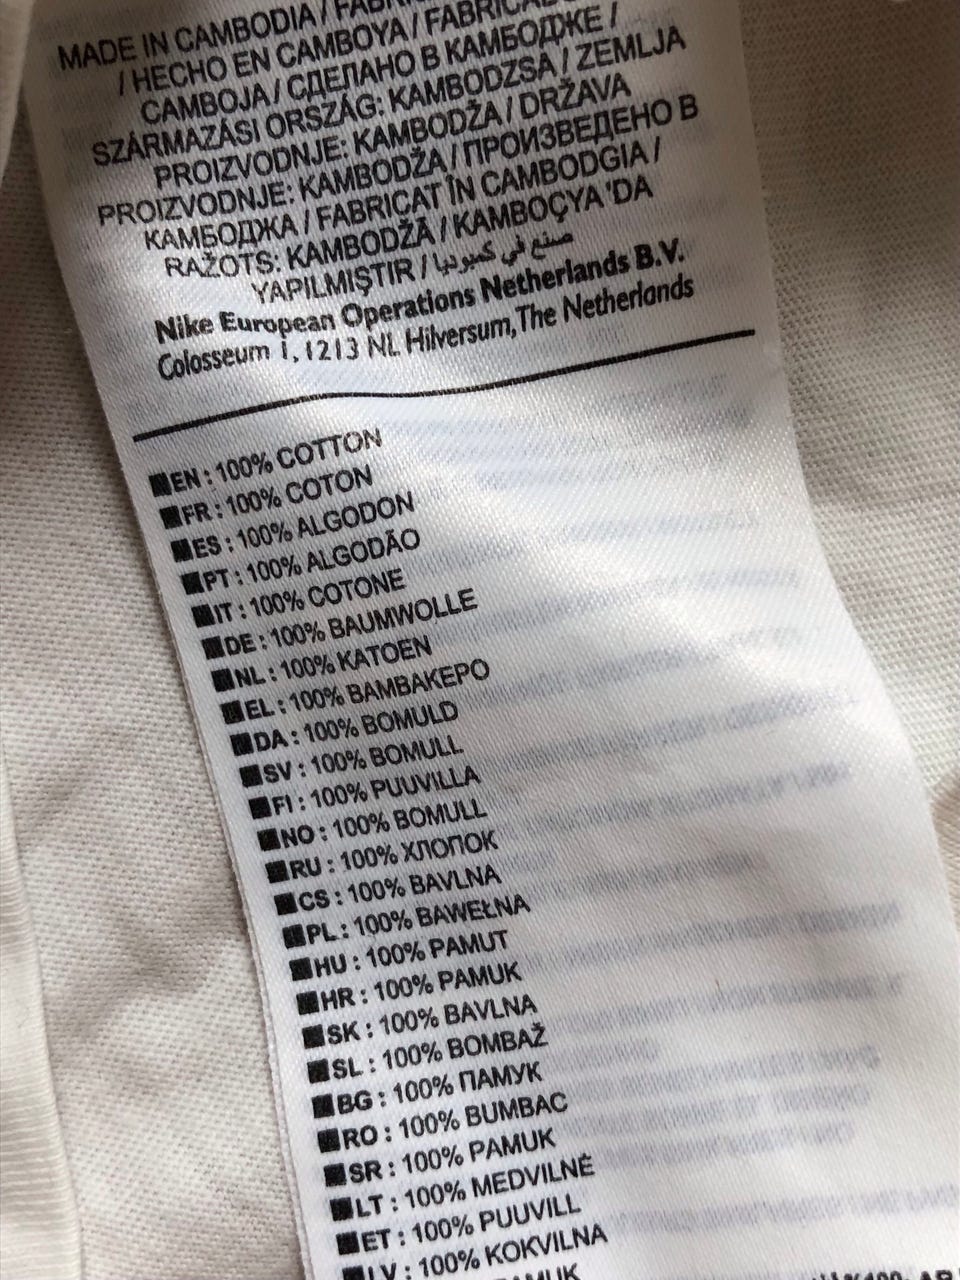 MADE IN CAMBODIA /
/ HECHO EN CAMBOYA /
CAMBOJA / СДЕЛАНО В КАМБОДЖЕ /
SZÁRMAZÁSI ORSZÁG: KAMBODZSA / ZEMLJA
PROIZVODNJE: KAMBODŽA / DRŽAVA
PROIZVODNJE: KAMBODŽA / ПРОИЗВЕДЕНО В
КАМБОДЖА / FABRICAT ÎN CAMBODGIA /
RAŽOTS: KAMBODŽĀ / KAMBOÇYA 'DA
YAPILMIŞTIR / صنع في كمبوديا
Nike European Operations Netherlands B.V.
Colosseum 1, 1213 NL Hilversum, The Netherlands
EN : 100% COTTON
FR : 100% COTON
ES : 100% ALGODON
PT : 100% ALGODÃO
IT : 100% COTONE
DE : 100% BAUMWOLLE
NL : 100% KATOEN
EL : 100% ΒΑΜΒΑΚΕΡΟ
DA : 100% BOMULD
SV : 100% BOMULL
FI : 100% PUUVILLA
NO : 100% BOMULL
RU : 100% ХЛОПОК
CS : 100% BAVLNA
PL : 100% BAWEŁNA
HU : 100% PAMUT
HR : 100% PAMUK
SK : 100% BAVLNA
SL : 100% BOMBAŽ
BG : 100% ПАМУК
RO : 100% BUMBAC
SR : 100% PAMUK
LT : 100% MEDVILNĖ
ET : 100% PUUVILL
LV : 100% KOKVILNA